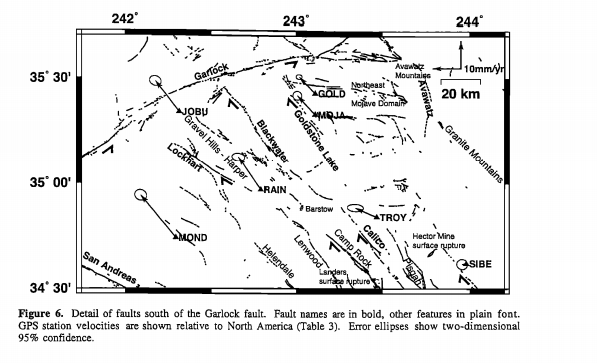 242°
243°
244°
35° 30'
35° 00'
34° 30'
Garlock
Avawatz
Mountains
10mm/yr
20 km
GOLD
Northeast
Mojave Domain
Avawatz
JOBU
MOJA
Gravel Hills
Harper
Lockhart
Blackwater
Goldstone Lake
Granite Mountains
RAIN
Barstow
TROY
MOND
Calico
Hector Mine
surface rupture
Camp Rock
Lenwood
Helendale
San Andreas
Landers
surface rupture
Pisgah
SIBE
Figure 6. Detail of faults south of the Garlock fault. Fault names are in bold, other features in plain font.
GPS station velocities are shown relative to North America (Table 3). Error ellipses show two-dimensional
95% confidence.